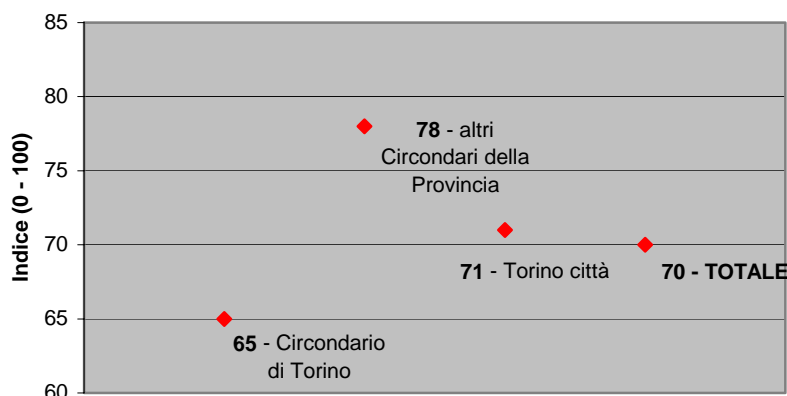 85
80
75
70
65
60
Indice (0 - 100)
78 - altri
Circondari della
Provincia
71 - Torino città
70 - TOTALE
65 - Circondario
di Torino